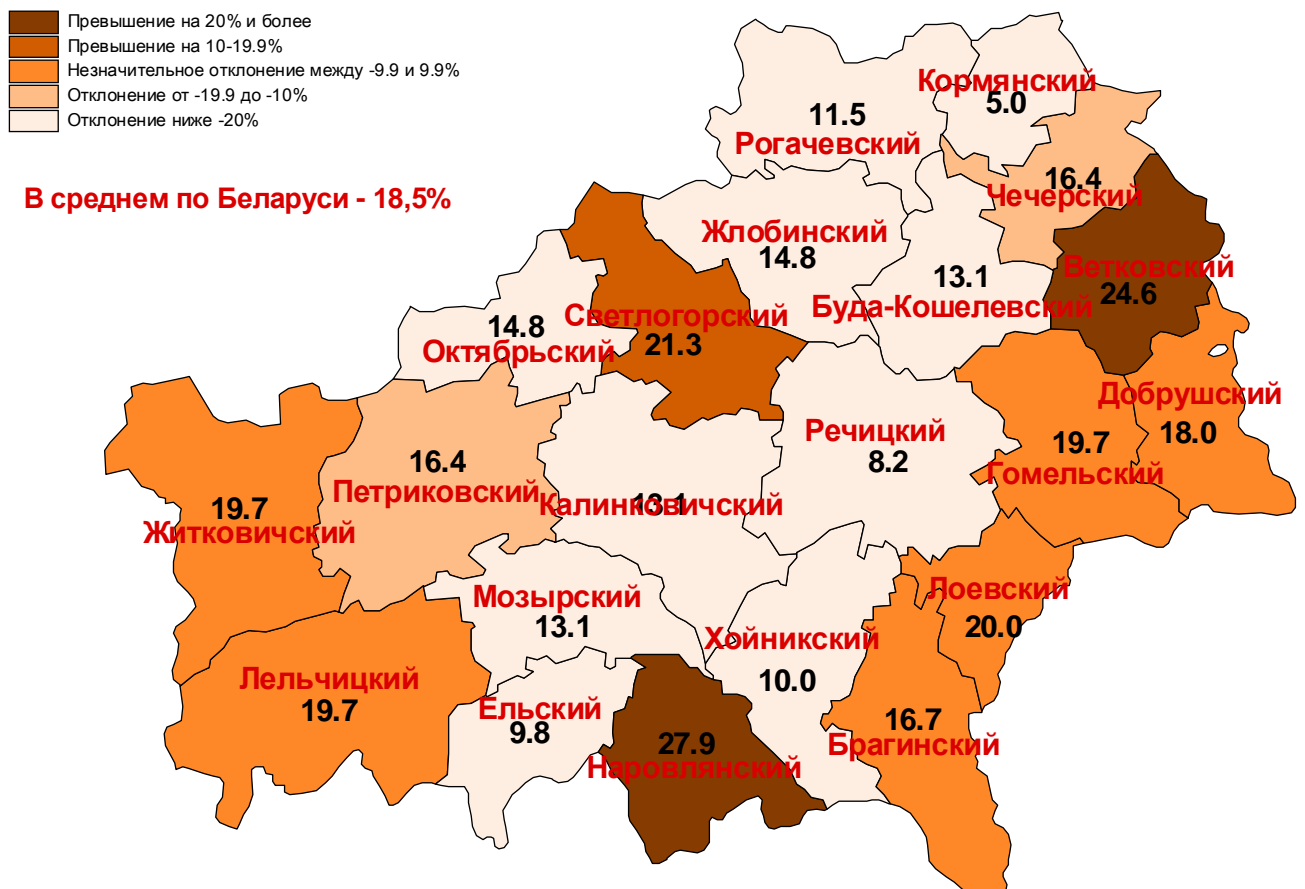 Превышение на 20% и более
Превышение на 10-19.9%
Незначительное отклонение между -9.9 и 9.9%
Отклонение от -19.9 до -10%
Отклонение ниже -20%
В среднем по Беларуси - 18,5%
Кормянский
5.0
11.5
Рогачевский
16.4
Чечерский
Жлобинский
14.8
Ветковский
24.6
13.1
Буда-Кошелевский
Светлогорский
21.3
14.8
Октябрьский
Добрушский
18.0
Речицкий
8.2
19.7
Гомельский
16.4
Петриковский
Калинковичский
13.1
19.7
Житковичский
Мозырский
13.1
Лоевский
20.0
Хойникский
10.0
Лельчицкий
19.7
Ельский
9.8
16.7
Брагинский
27.9
Наровлянский